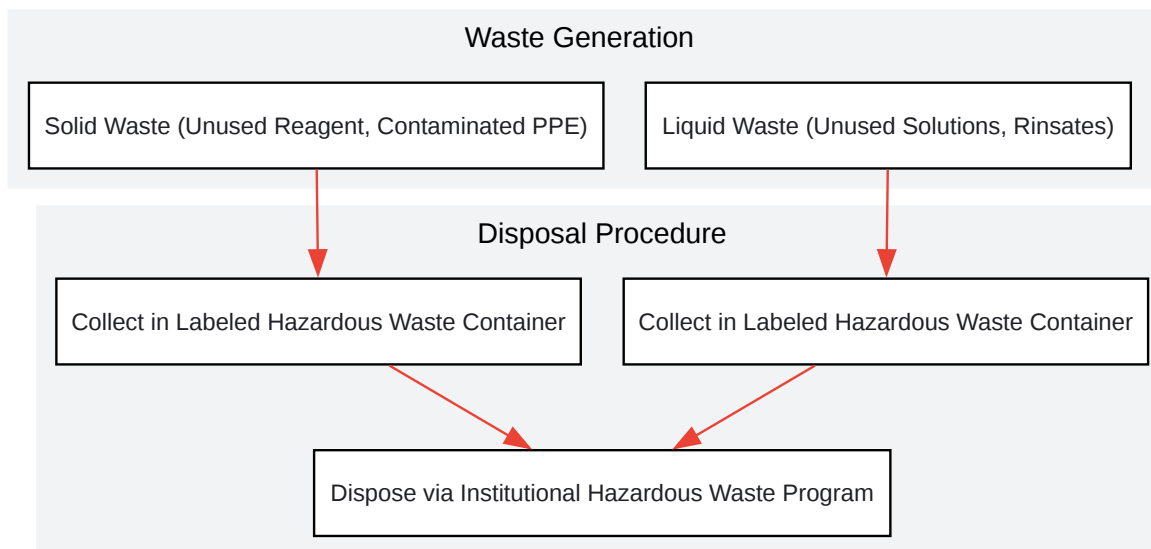 Waste Generation
Solid Waste (Unused Reagent, Contaminated PPE)
Liquid Waste (Unused Solutions, Rinsates)
Disposal Procedure
Collect in Labeled Hazardous Waste Container
Collect in Labeled Hazardous Waste Container
Dispose via Institutional Hazardous Waste Program